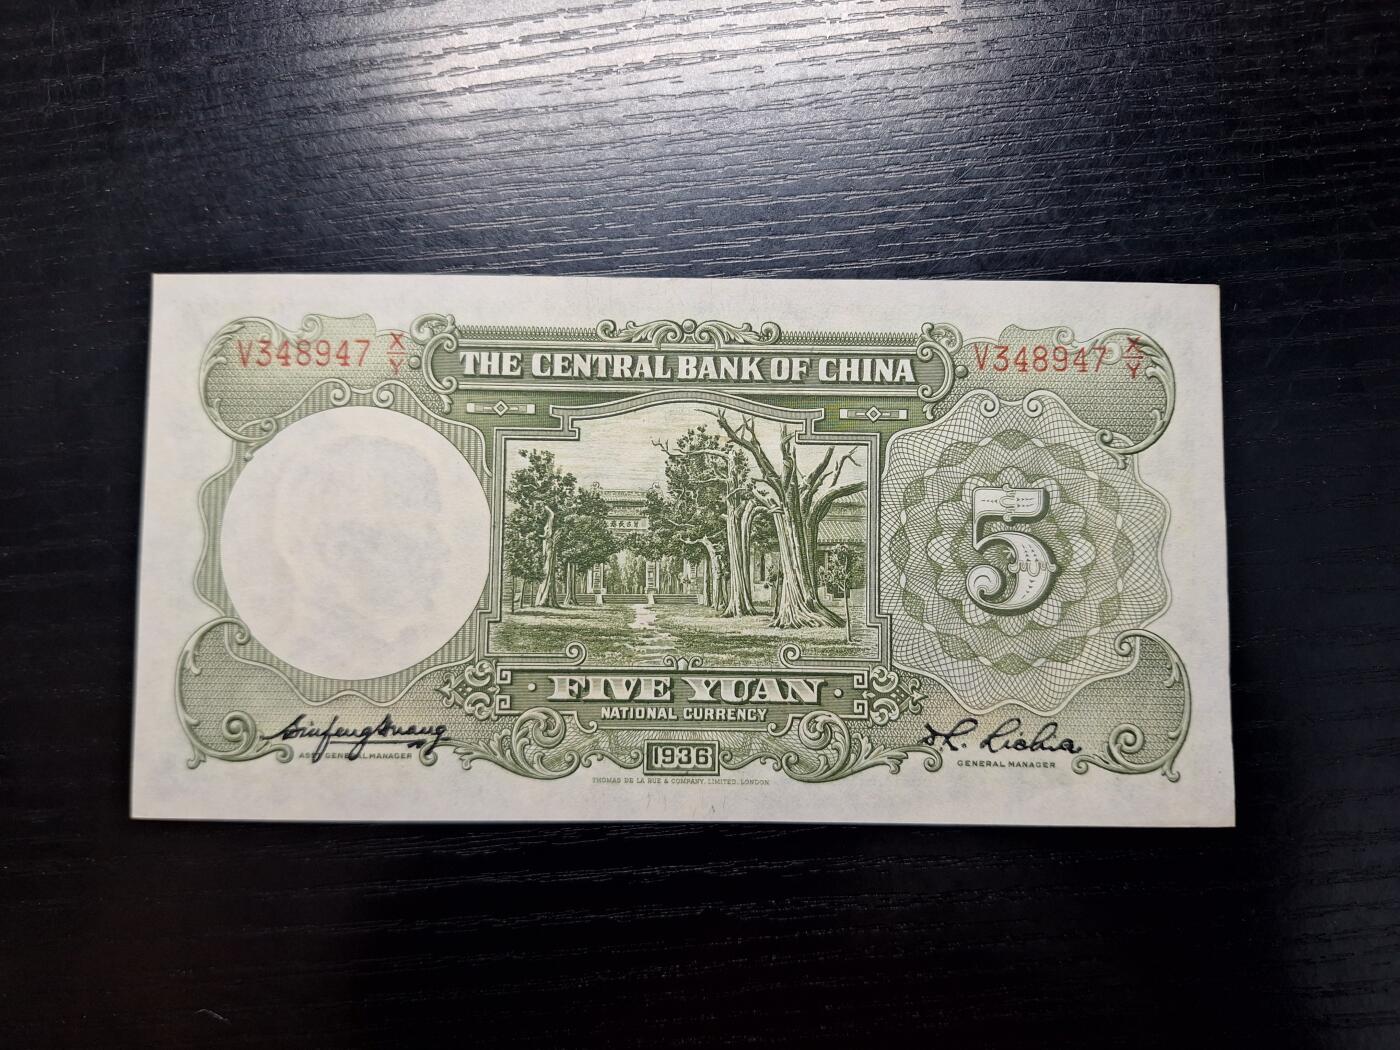 V348947 X/Y
THE CENTRAL BANK OF CHINA
V348947 X/Y
5
FIVE YUAN
NATIONAL CURRENCY
ASST GENERAL MANAGER
1936
GENERAL MANAGER
THOMAS DE LA RUE & COMPANY, LIMITED, LONDON